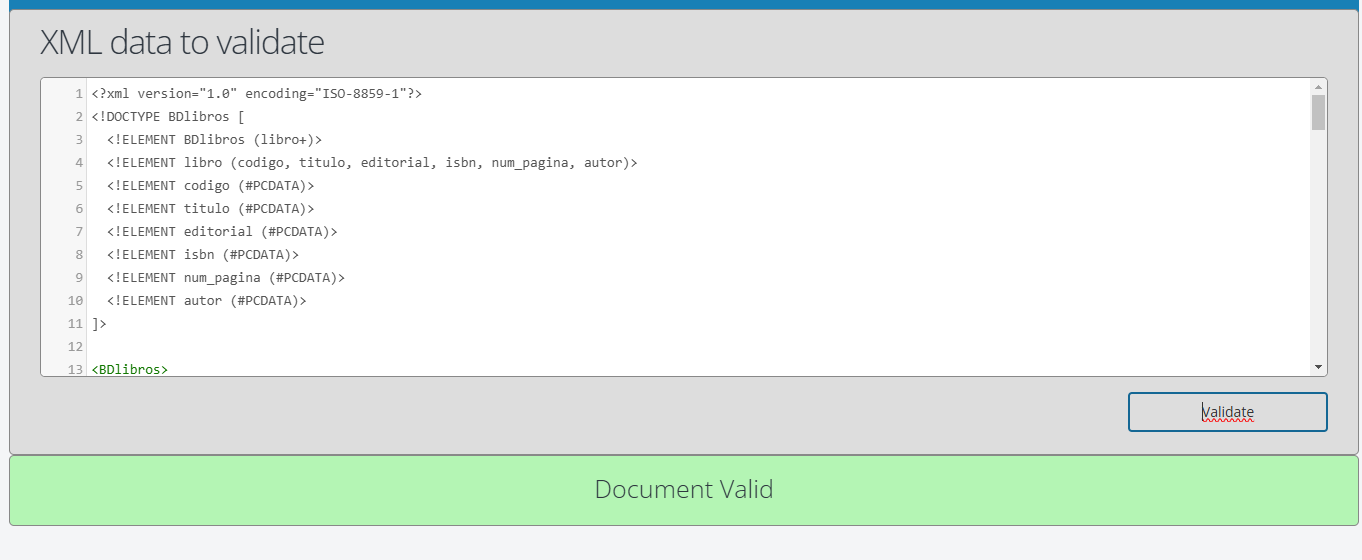 XML data to validate
1 <?xml version="1.0" encoding="ISO-8859-1"?>
2 <!DOCTYPE BDlibros [
3 <!ELEMENT BDlibros (libro+)>
4 <!ELEMENT libro (codigo, titulo, editorial, isbn, num_pagina, autor)>
5 <!ELEMENT codigo (#PCDATA)>
6 <!ELEMENT titulo (#PCDATA)>
7 <!ELEMENT editorial (#PCDATA)>
8 <!ELEMENT isbn (#PCDATA)>
9 <!ELEMENT num_pagina (#PCDATA)>
10 <!ELEMENT autor (#PCDATA)>
11 ]>
12
13 <BDlibros>
Validate
Document Valid